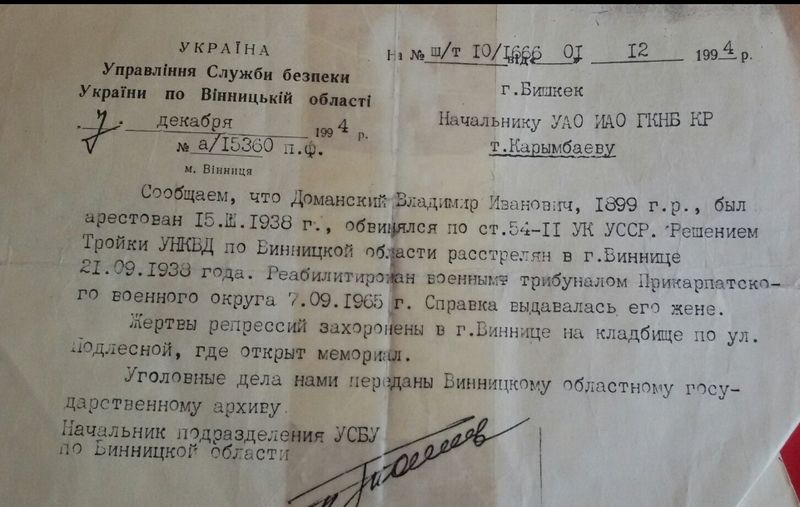 УКРАЇНА
Управління Служби безпеки
України по Вінницькій області
7. декабря 1994 р.
№ а/15360 п.ф.
м. Вінниця
На № ш/т 10/1666 від 01 12 1994 р.
г.Бишкек
Начальнику УАО ИАО ГКНБ КР
т.Карымбаеву
Сообщаем, что Доманский Владимир Иванович, 1899 г.р., был
арестован 15.Ш.1938 г., обвинялся по ст.54-11 УК УССР. Решением
Тройки УНКВД по Винницкой области расстрелян в г.Виннице
21.09.1938 года. Реабилитирован военным трибуналом Прикарпатско-
го военного округа 7.09.1965 г. Справка выдавалась его жене.
Жертвы репрессий захоронены в г.Виннице на кладбище по ул.
Подлесной, где открыт мемориал.
Уголовные дела нами переданы Винницкому областному госу-
дарственному архиву.
Начальник подразделения УСБУ
по Винницкой области